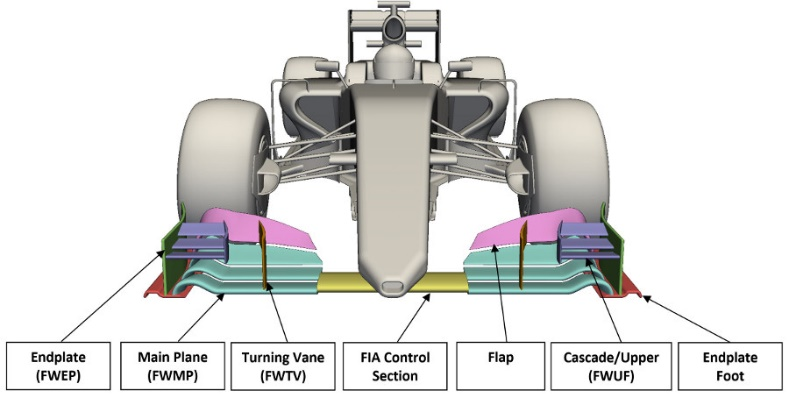 Endplate
(FWEP)
Main Plane
(FWMP)
Turning Vane
(FWTV)
FIA Control
Section
Flap
Cascade/Upper
(FWUF)
Endplate
Foot